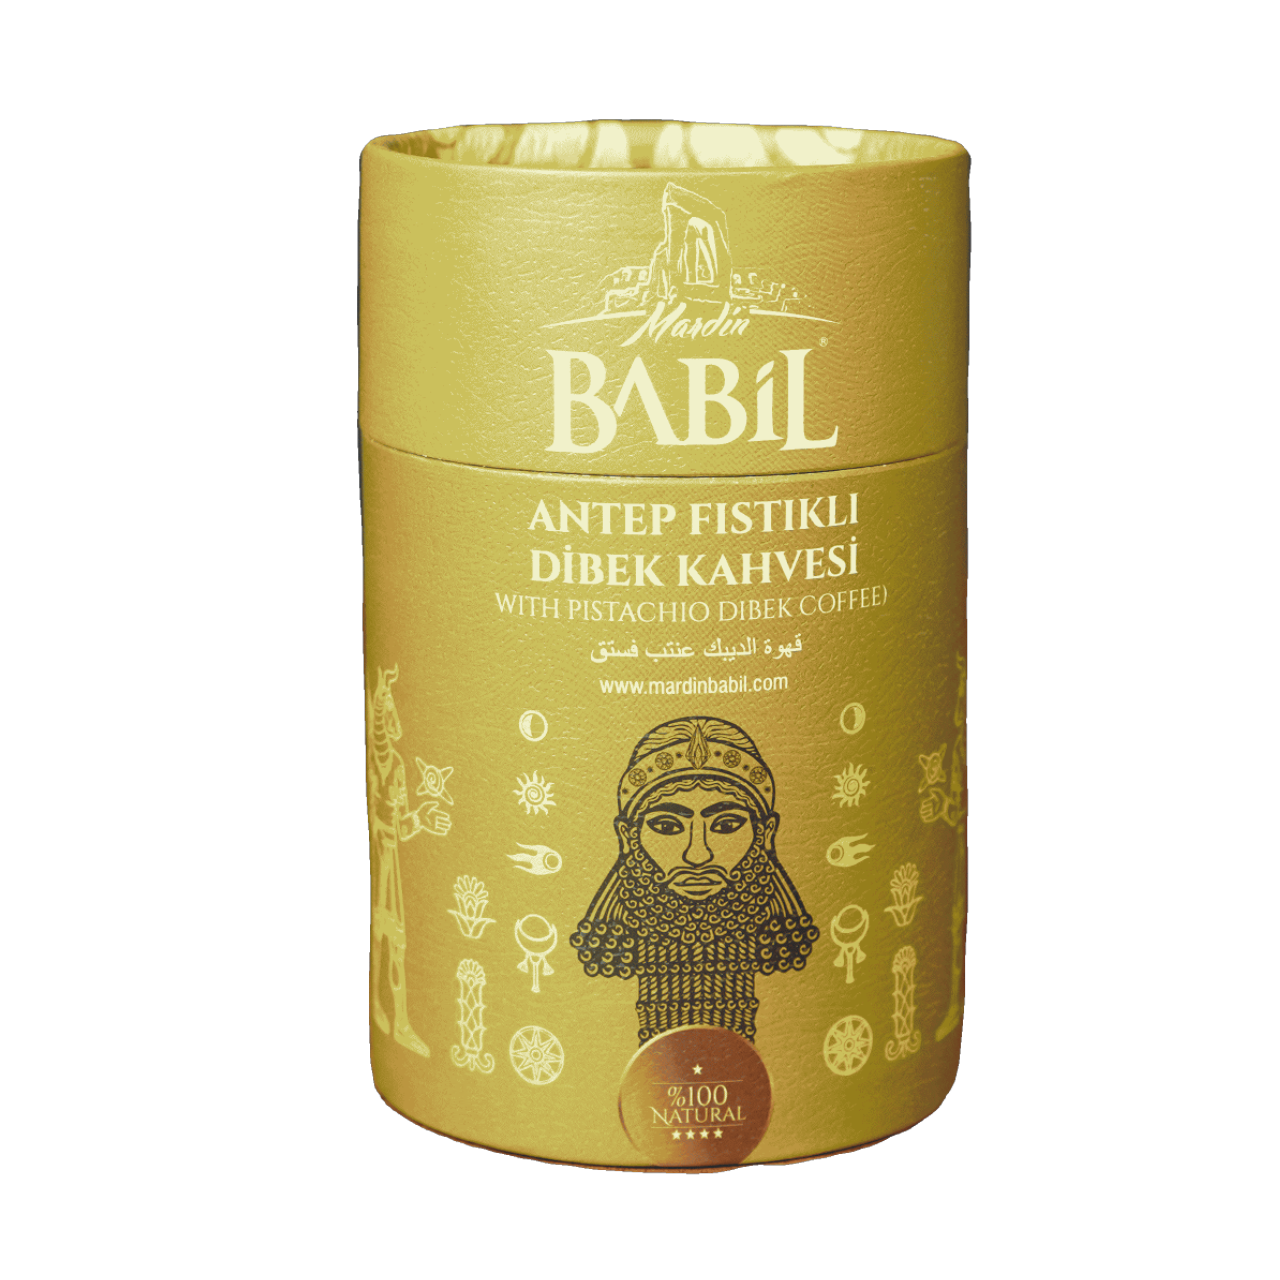 Mardin
BABİL®
ANTEP FISTIKLI
DİBEK KAHVESİ
WITH PISTACHIO DIBEK COFFEE)
قهوة الديبك عنتب فستق
www.mardinbabil.com
%100
NATURAL